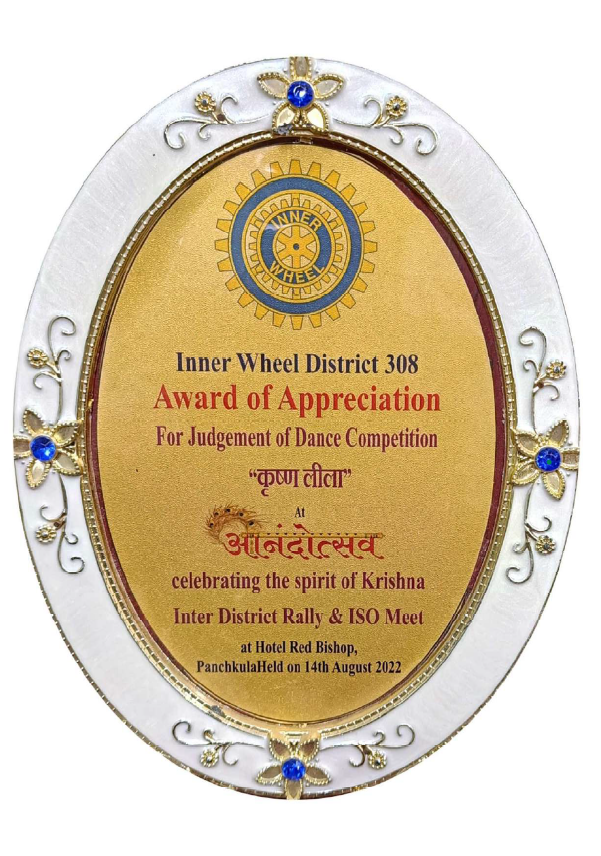 INNER
WHEEL
Inner Wheel District 308
Award of Appreciation
For Judgement of Dance Competition
“कृष्ण लीला”
At
आनंदोत्सव
celebrating the spirit of Krishna
Inter District Rally & ISO Meet
at Hotel Red Bishop,
PanchkulaHeld on 14th August 2022